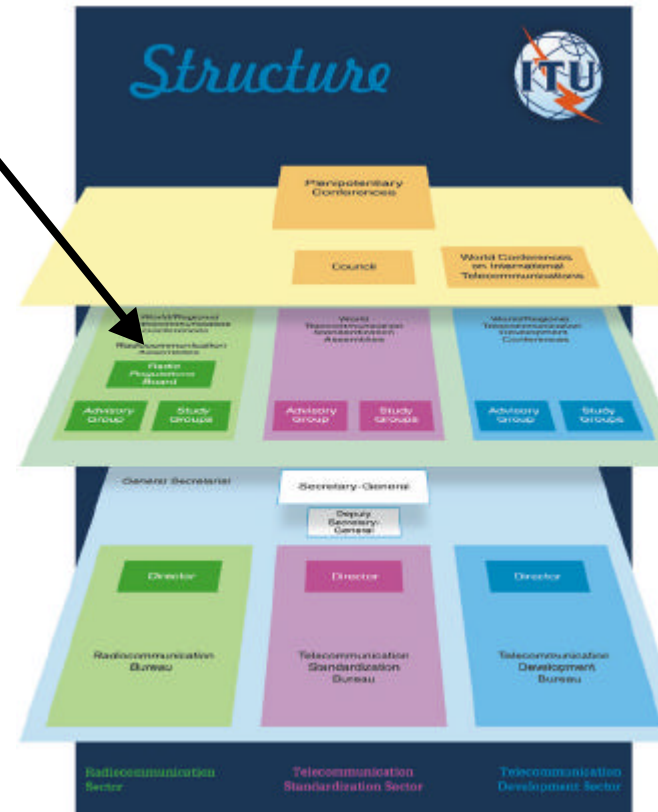 Structure
ITU
Plenipotentiary
Conferences
Council
World Conferences
on International
Telecommunications
World/Regional
Radiocommunication
Conferences
Radiocommunication
Assemblies
Radio
Regulations
Board
Advisory
Group
Study
Groups
World
Telecommunication
Standardization
Assemblies
Advisory
Group
Study
Groups
World/Regional
Telecommunication
Development
Conferences
Advisory
Group
Study
Groups
General Secretariat
Secretary-General
Deputy
Secretary-
General
Director
Radiocommunication
Bureau
Director
Telecommunication
Standardization
Bureau
Director
Telecommunication
Development
Bureau
Radiocommunication
Sector
Telecommunication
Standardization Sector
Telecommunication
Development Sector